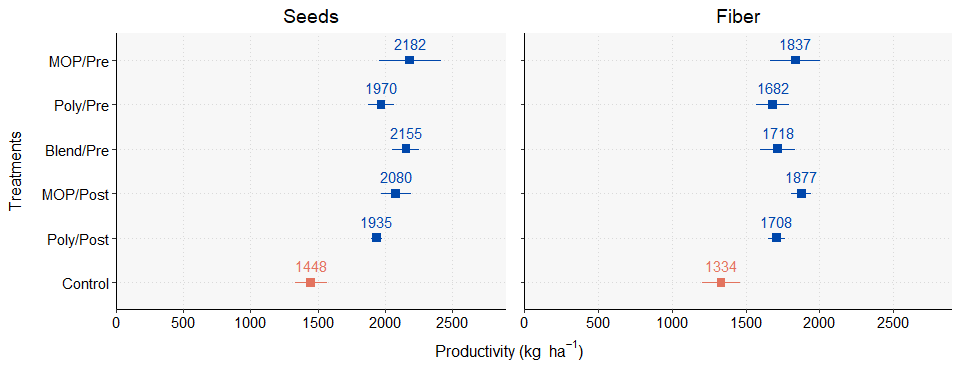 Seeds
Fiber
Treatments
MOP/Pre
2182
1837
Poly/Pre
1970
1682
Blend/Pre
2155
1718
MOP/Post
2080
1877
Poly/Post
1935
1708
Control
1448
1334
0 500 1000 1500 2000 2500
0 500 1000 1500 2000 2500
Productivity (kg ha⁻¹)